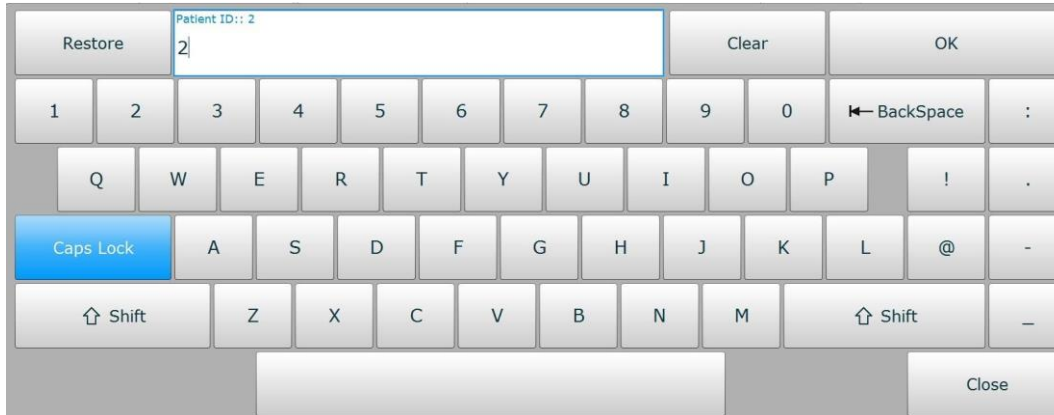 Restore Patient ID:: 2 Clear OK
2
1 2 3 4 5 6 7 8 9 0 BackSpace :
Q W E R T Y U I O P ! .
Caps Lock A S D F G H J K L @ -
Shift Z X C V B N M Shift _
Close